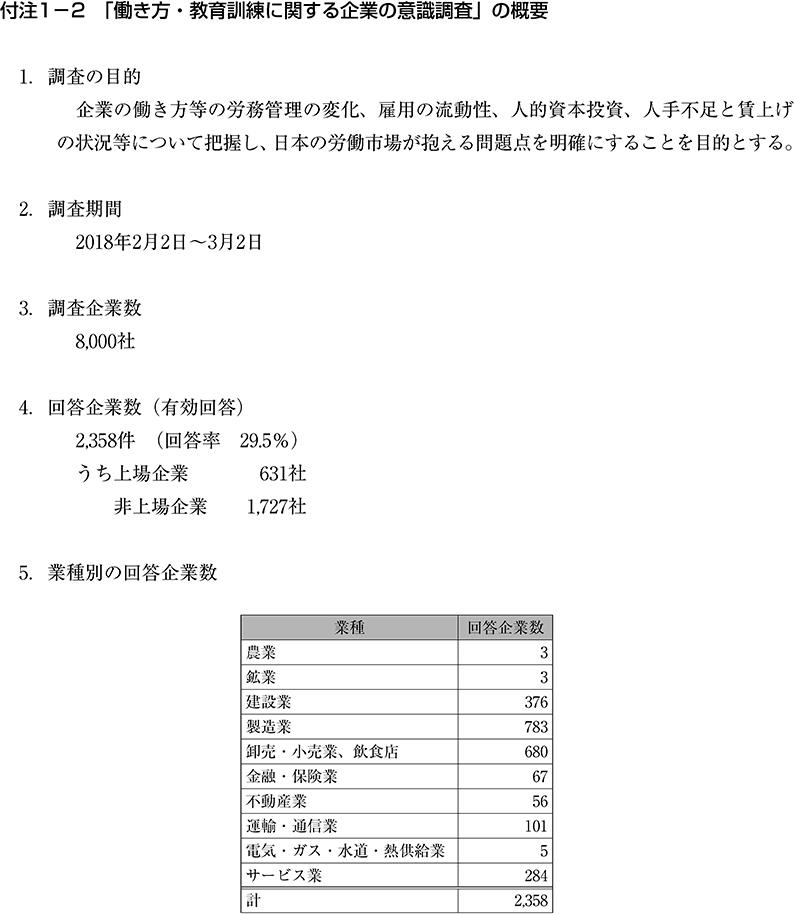 付注1－2 「働き方・教育訓練に関する企業の意識調査」の概要
1. 調査の目的
企業の働き方等の労務管理の変化、雇用の流動性、人的資本投資、人手不足と賃上げ
の状況等について把握し、日本の労働市場が抱える問題点を明確にすることを目的とする。
2. 調査期間
2018年2月2日～3月2日
3. 調査企業数
8,000社
4. 回答企業数（有効回答）
2,358件 （回答率 29.5％）
うち上場企業 631社
非上場企業 1,727社
5. 業種別の回答企業数
業種 回答企業数
農業 3
鉱業 3
建設業 376
製造業 783
卸売・小売業、飲食店 680
金融・保険業 67
不動産業 56
運輸・通信業 101
電気・ガス・水道・熱供給業 5
サービス業 284
計 2,358